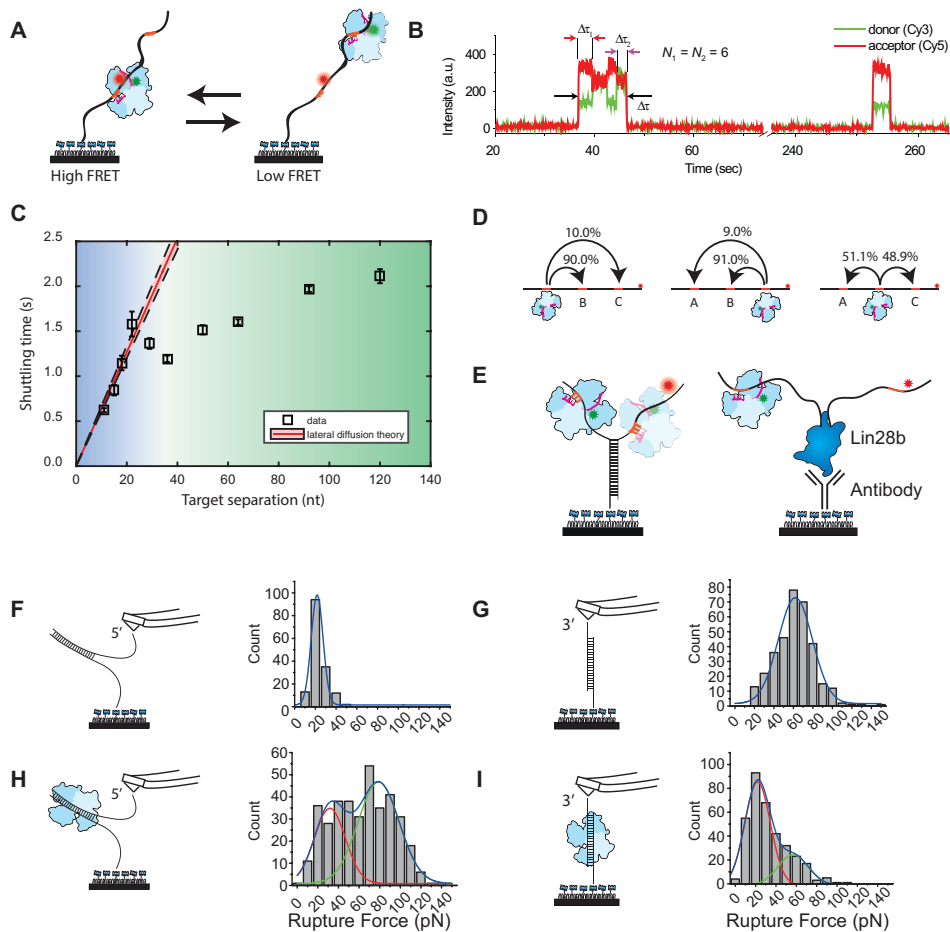 A
High FRET
Low FRET
B
Intensity (a.u.)
400
200
0
Δτ₁
Δτ₂
N₁ = N₂ = 6
Δτ
donor (Cy3)
acceptor (Cy5)
20 40 60 240 260
Time (sec)
C
Shuttling time (s)
2.5
2.0
1.5
1.0
0.5
0.0
data
lateral diffusion theory
0 20 40 60 80 100 120 140
Target separation (nt)
D
10.0%
90.0%
B C
9.0%
91.0%
A B
51.1% 48.9%
A C
E
Lin28b
Antibody
F
5’
Count
100
80
60
40
20
0
0 20 40 60 80 100 120 140
G
3’
Count
80
70
60
50
40
30
20
10
0
0 20 40 60 80 100 120 140
H
5’
Count
60
50
40
30
20
10
0
0 20 40 60 80 100 120 140
Rupture Force (pN)
I
3’
Count
100
80
60
40
20
0
0 20 40 60 80 100 120 140
Rupture Force (pN)